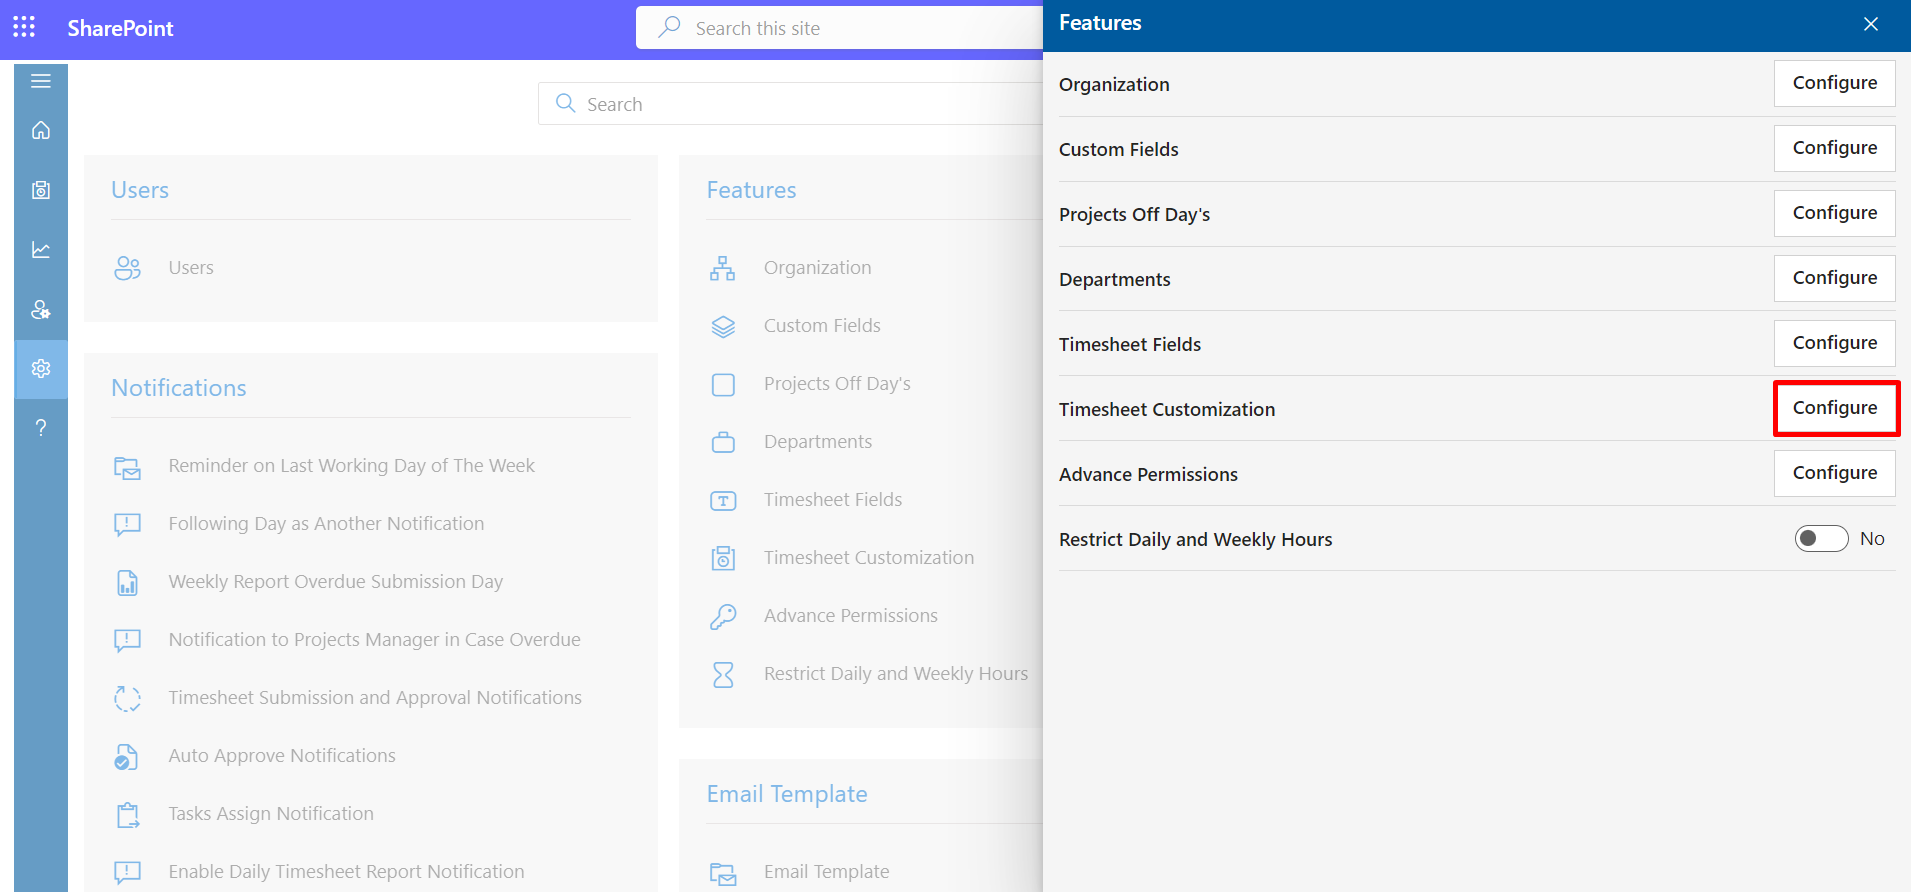 SharePoint
Search this site
Search
Users
Users
Notifications
Reminder on Last Working Day of The Week
Following Day as Another Notification
Weekly Report Overdue Submission Day
Notification to Projects Manager in Case Overdue
Timesheet Submission and Approval Notifications
Auto Approve Notifications
Tasks Assign Notification
Enable Daily Timesheet Report Notification
Features
Organization
Custom Fields
Projects Off Day's
Departments
Timesheet Fields
Timesheet Customization
Advance Permissions
Restrict Daily and Weekly Hours
Email Template
Email Template
Features
Organization Configure
Custom Fields Configure
Projects Off Day's Configure
Departments Configure
Timesheet Fields Configure
Timesheet Customization Configure
Advance Permissions Configure
Restrict Daily and Weekly Hours No